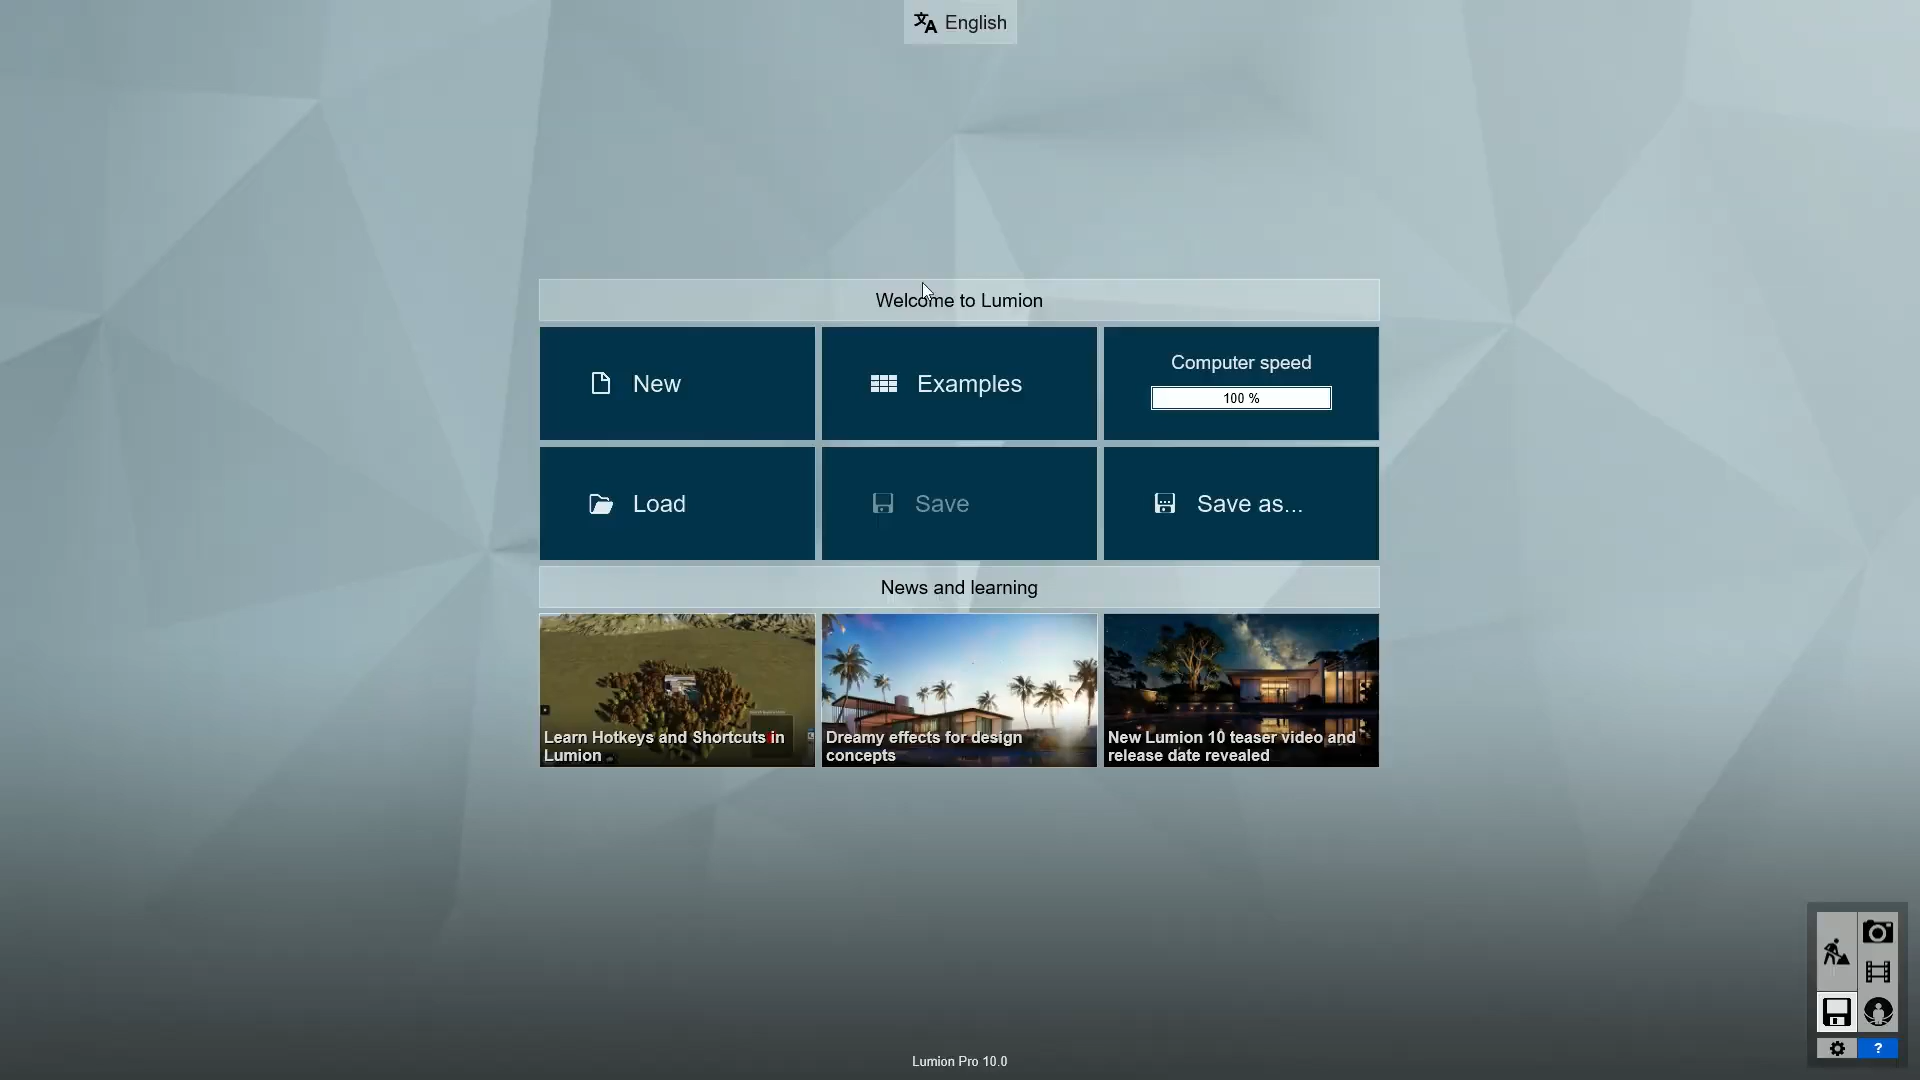 English
Welcome to Lumion
New
Examples
Computer speed
100 %
Load
Save
Save as...
News and learning
Learn Hotkeys and Shortcuts in
Lumion
Dreamy effects for design
concepts
New Lumion 10 teaser video and
release date revealed
?
Lumion Pro 10.0